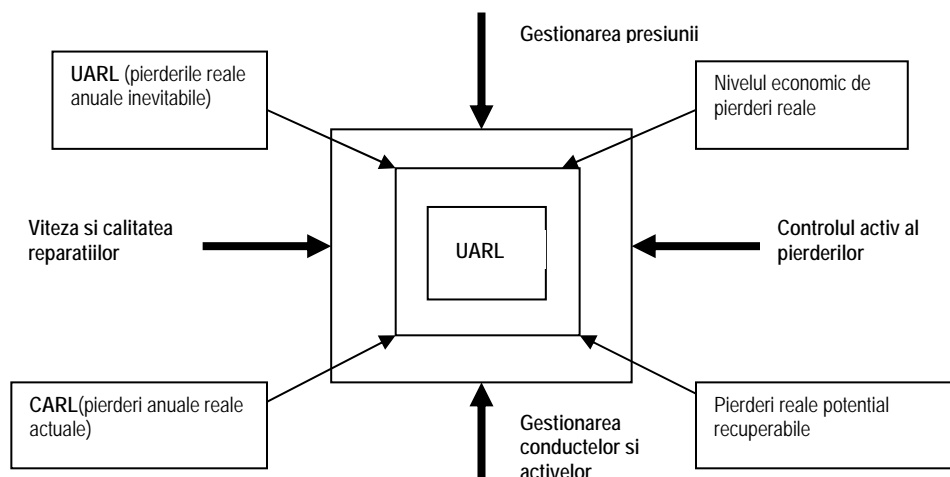 Gestionarea presiunii
UARL (pierderile reale
anuale inevitabile)
Nivelul economic de
pierderi reale
Viteza si calitatea
reparatiilor
UARL
Controlul activ al
pierderilor
CARL(pierderi anuale reale
actuale)
Gestionarea
conductelor si
activelor
Pierderi reale potential
recuperabile